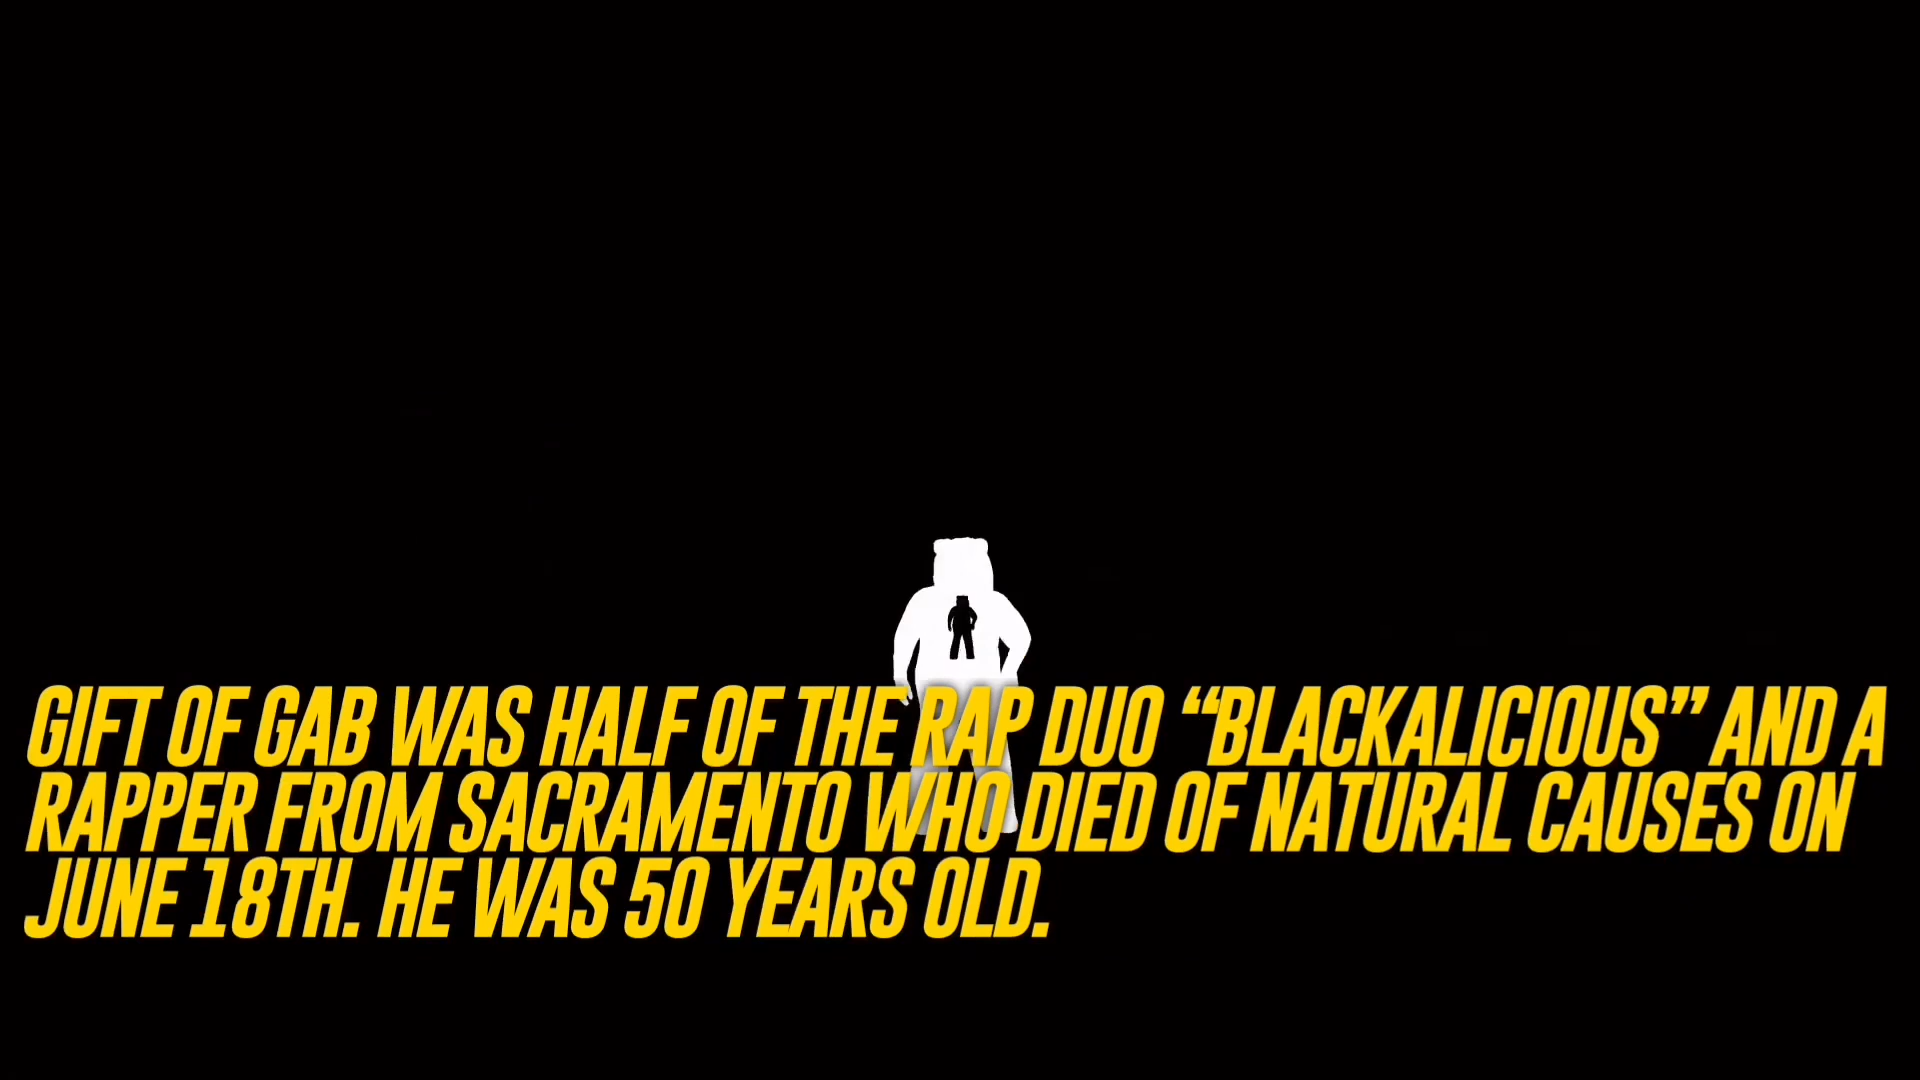 GIFT OF GAB WAS HALF OF THE RAP DUO “BLACKALICIOUS” AND A
RAPPER FROM SACRAMENTO WHO DIED OF NATURAL CAUSES ON
JUNE 18TH. HE WAS 50 YEARS OLD.